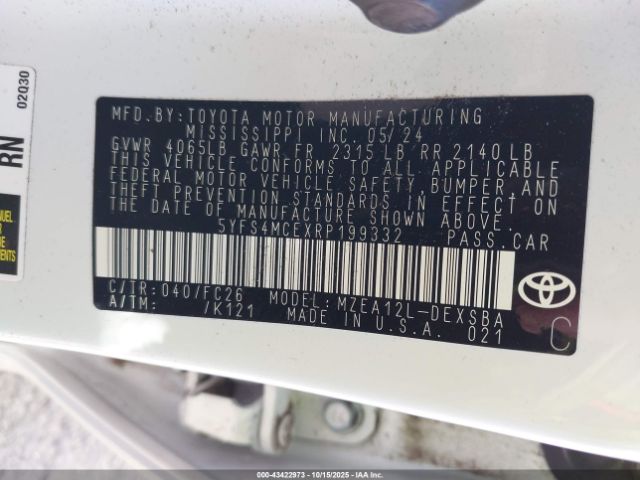 RN
02030
NUEL
R
E
MENTS
MFD.BY:TOYOTA MOTOR MANUFACTURING
MISSISSIPPI INC.05/24
GVWR 4065LB GAWR FR 2315 LB RR 2140 LB
THIS VEHICLE CONFORMS TO ALL APPLICABLE
FEDERAL MOTOR VEHICLE SAFETY,BUMPER AND
THEFT PREVENTION STANDARDS IN EFFECT ON
THE DATE OF MANUFACTURE SHOWN ABOVE.
5YFS4MCEXRP199332 PASS.CAR
C/TR:040/FC26 MODEL:MZEA12L-DEXSBA
A/TM: /K121 MADE IN U.S.A. 021
TOYOTA
C
000-43422973 | 10/15/2025 | IAA, Inc.